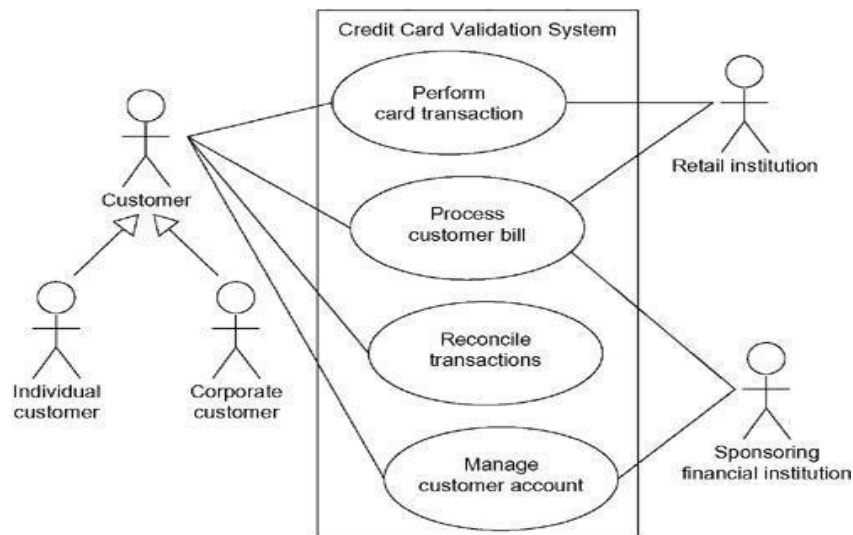 Credit Card Validation System
Perform
card transaction
Retail institution
Customer
Process
customer bill
Reconcile
transactions
Individual
customer
Corporate
customer
Manage
customer account
Sponsoring
financial institution